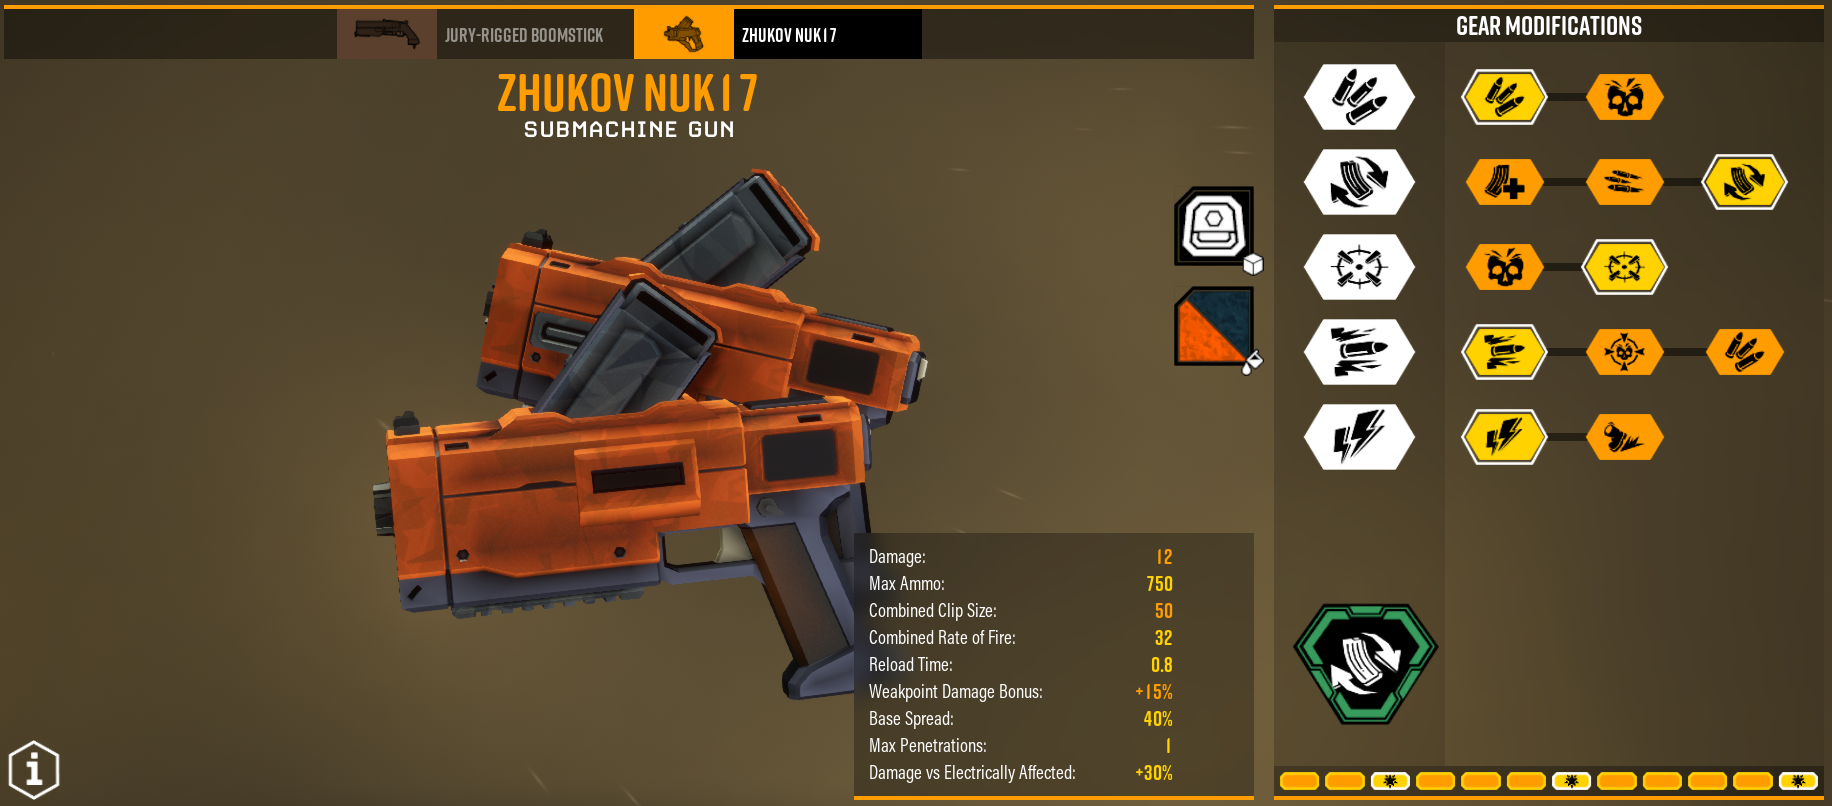 JURY-RIGGED BOOMSTICK
ZHUKOV NUK17
ZHUKOV NUK17
SUBMACHINE GUN
Damage: 12
Max Ammo: 750
Combined Clip Size: 50
Combined Rate of Fire: 32
Reload Time: 0.8
Weakpoint Damage Bonus: +15%
Base Spread: 40%
Max Penetrations: 1
Damage vs Electrically Affected: +30%
GEAR MODIFICATIONS